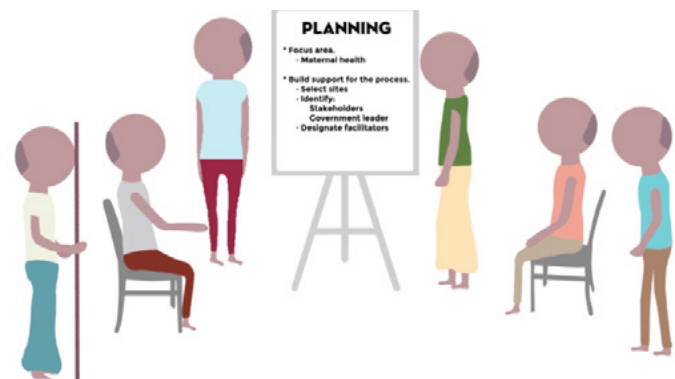 PLANNING
* Focus area.
- Maternal health
* Build support for the process.
- Select sites
- Identify:
Stakeholders
Government leader
- Designate facilitators